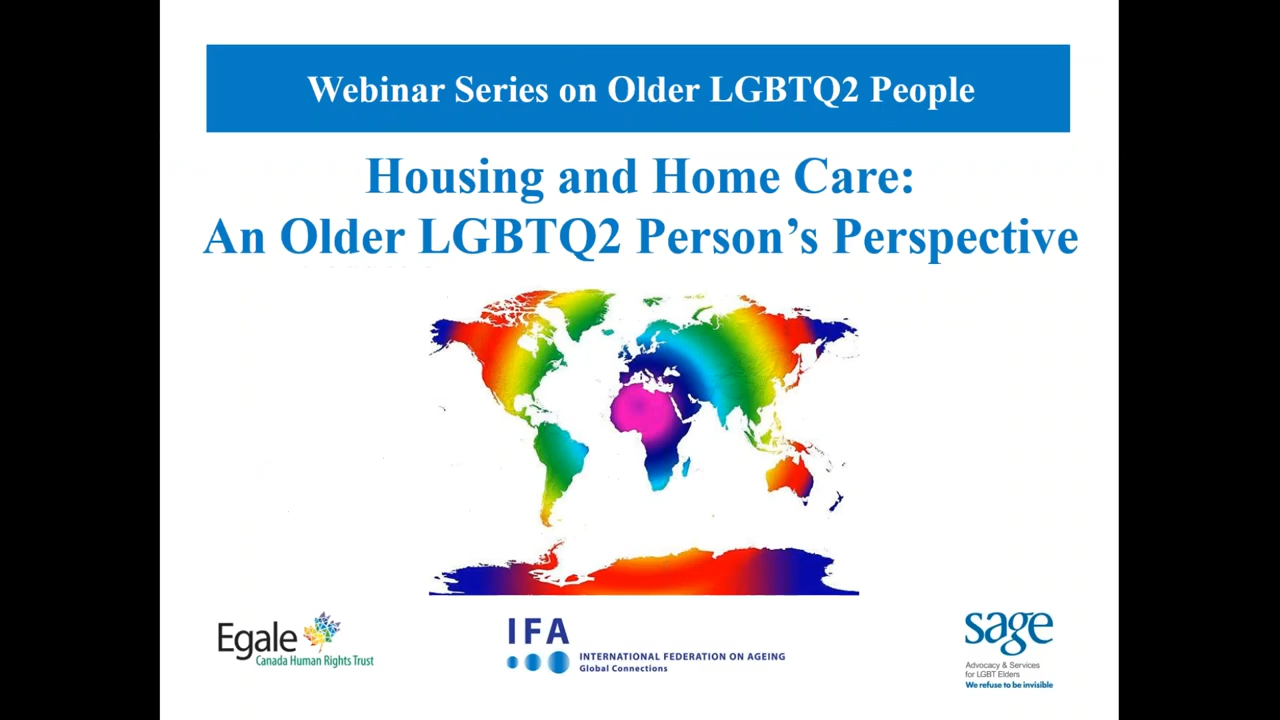 Webinar Series on Older LGBTQ2 People
Housing and Home Care:
An Older LGBTQ2 Person’s Perspective
Egale
Canada Human Rights Trust
IFA
INTERNATIONAL FEDERATION ON AGEING
Global Connections
sage
Advocacy & Services
for LGBT Elders
We refuse to be invisible